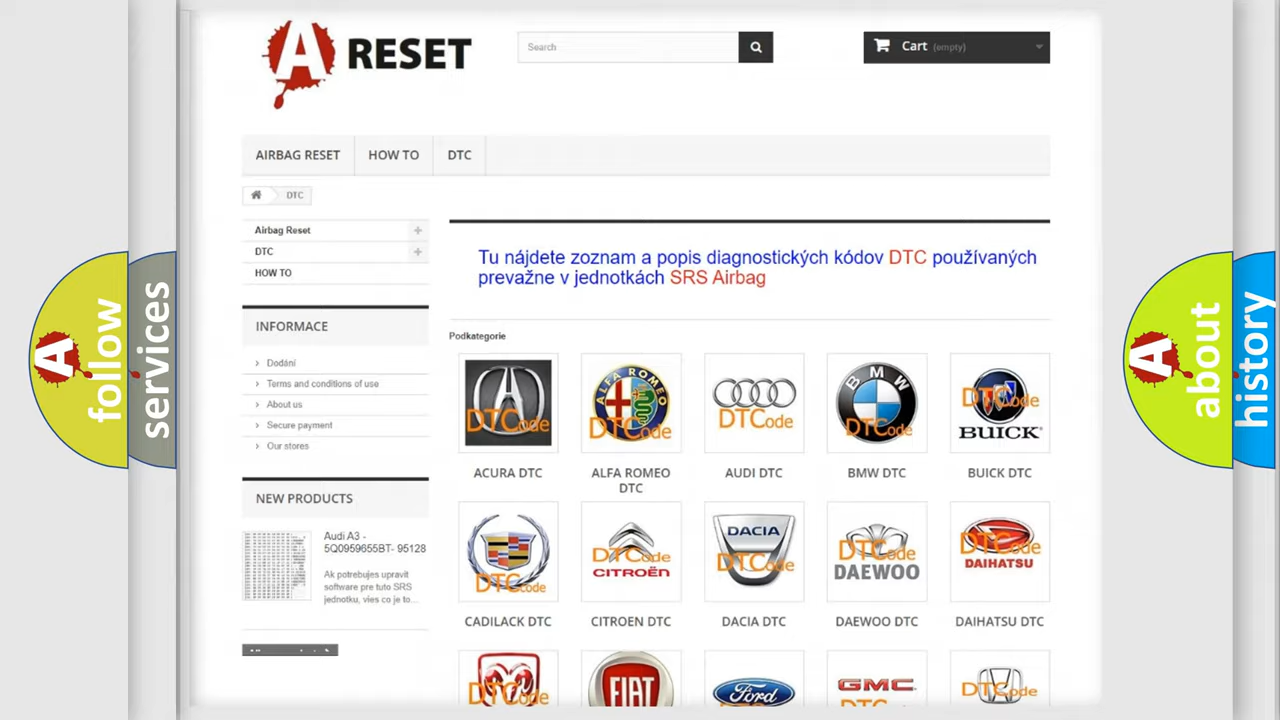 A RESET
Search
Cart (empty)
AIRBAG RESET
HOW TO
DTC
DTC
Airbag Reset
DTC
HOW TO
Tu nájdete zoznam a popis diagnostických kódov DTC používaných
prevažne v jednotkách SRS Airbag
INFORMACE
Dodání
Terms and conditions of use
About us
Secure payment
Our stores
NEW PRODUCTS
Audi A3 -
5Q0959655BT- 95128
Ak potrebujes upravit
software pre tuto SRS
jednotku, vies co je to...
Podkategorie
DTCode
ALFA ROMEO
DTCode
DTCode
BMW
DTCode
DTCode
BUICK
ACURA DTC
ALFA ROMEO
DTC
AUDI DTC
BMW DTC
BUICK DTC
DTCode
DTCode
CITROËN
DACIA
DTCode
DTCode
DAEWOO
DTCode
DAIHATSU
CADILACK DTC
CITROEN DTC
DACIA DTC
DAEWOO DTC
DAIHATSU DTC
DTCode
FIAT
Ford
GMC
DTCode
A follow
services
A about
history